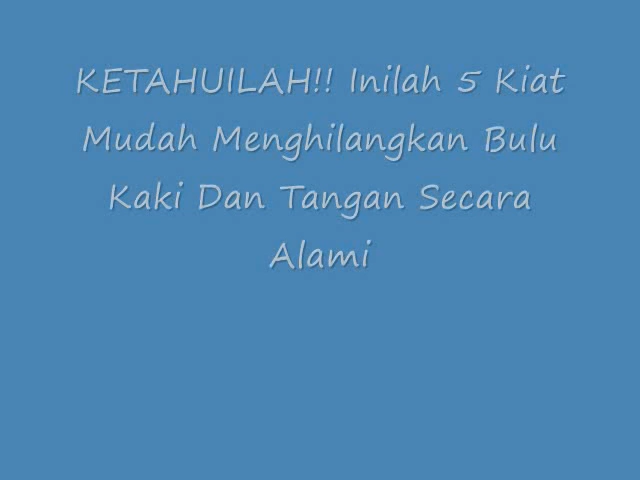 KETAHUILAH!! Inilah 5 Kiat
Mudah Menghilangkan Bulu
Kaki Dan Tangan Secara
Alami